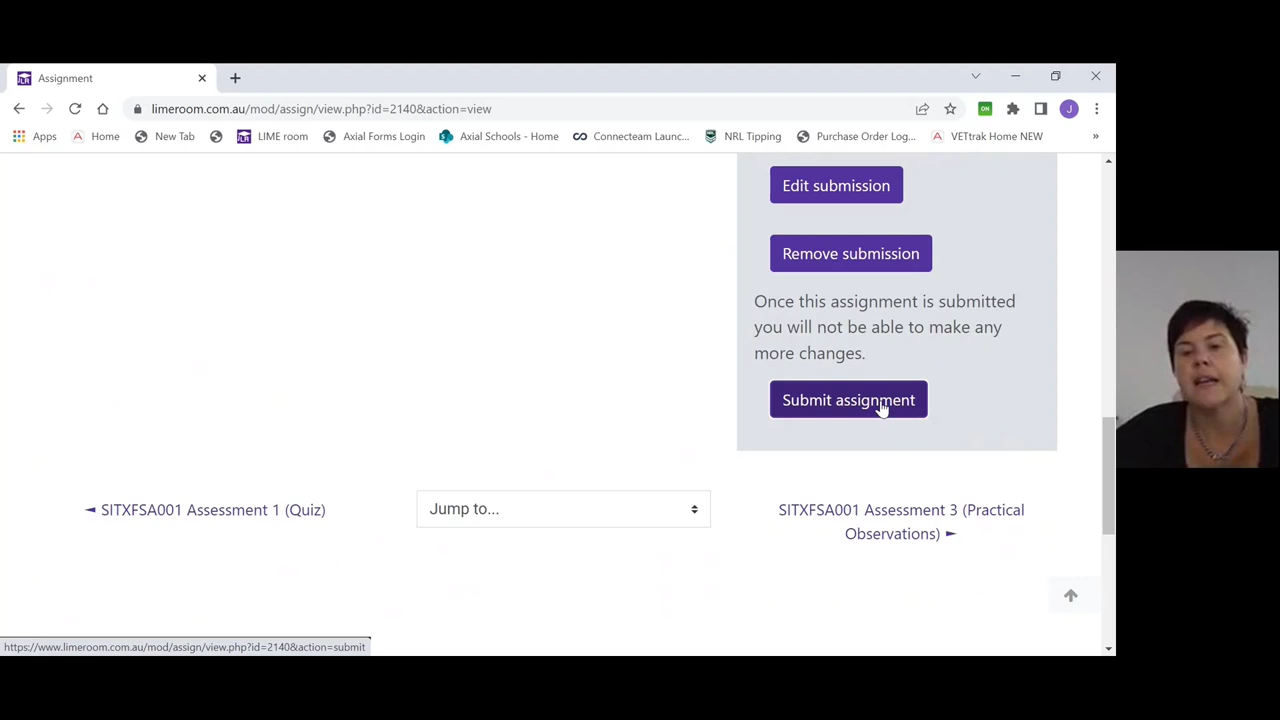 Assignment
limeroom.com.au/mod/assign/view.php?id=2140&action=view
ON
J
Apps
Home
New Tab
LIME room
Axial Forms Login
Axial Schools - Home
Connecteam Launc...
NRL Tipping
Purchase Order Log...
VETtrak Home NEW
»
Edit submission
Remove submission
Once this assignment is submitted
you will not be able to make any
more changes.
Submit assignment
◄ SITXFSA001 Assessment 1 (Quiz)
Jump to...
SITXFSA001 Assessment 3 (Practical
Observations) ►
https://www.limeroom.com.au/mod/assign/view.php?id=2140&action=submit